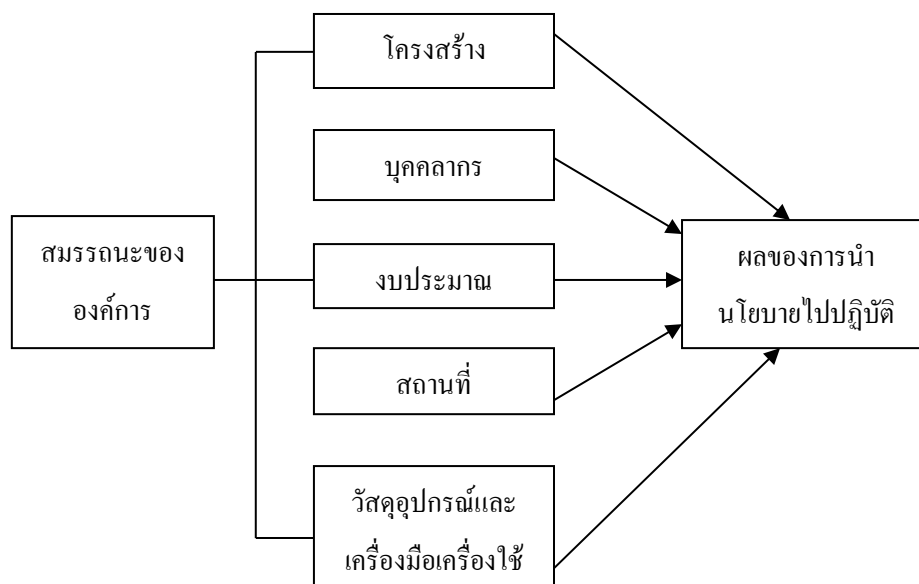 สมรรถนะของ
องค์การ
โครงสร้าง
บุคคลากร
งบประมาณ
สถานที่
วัสดุอุปกรณ์และ
เครื่องมือเครื่องใช้
ผลของการนำ
นโยบายไปปฏิบัติ